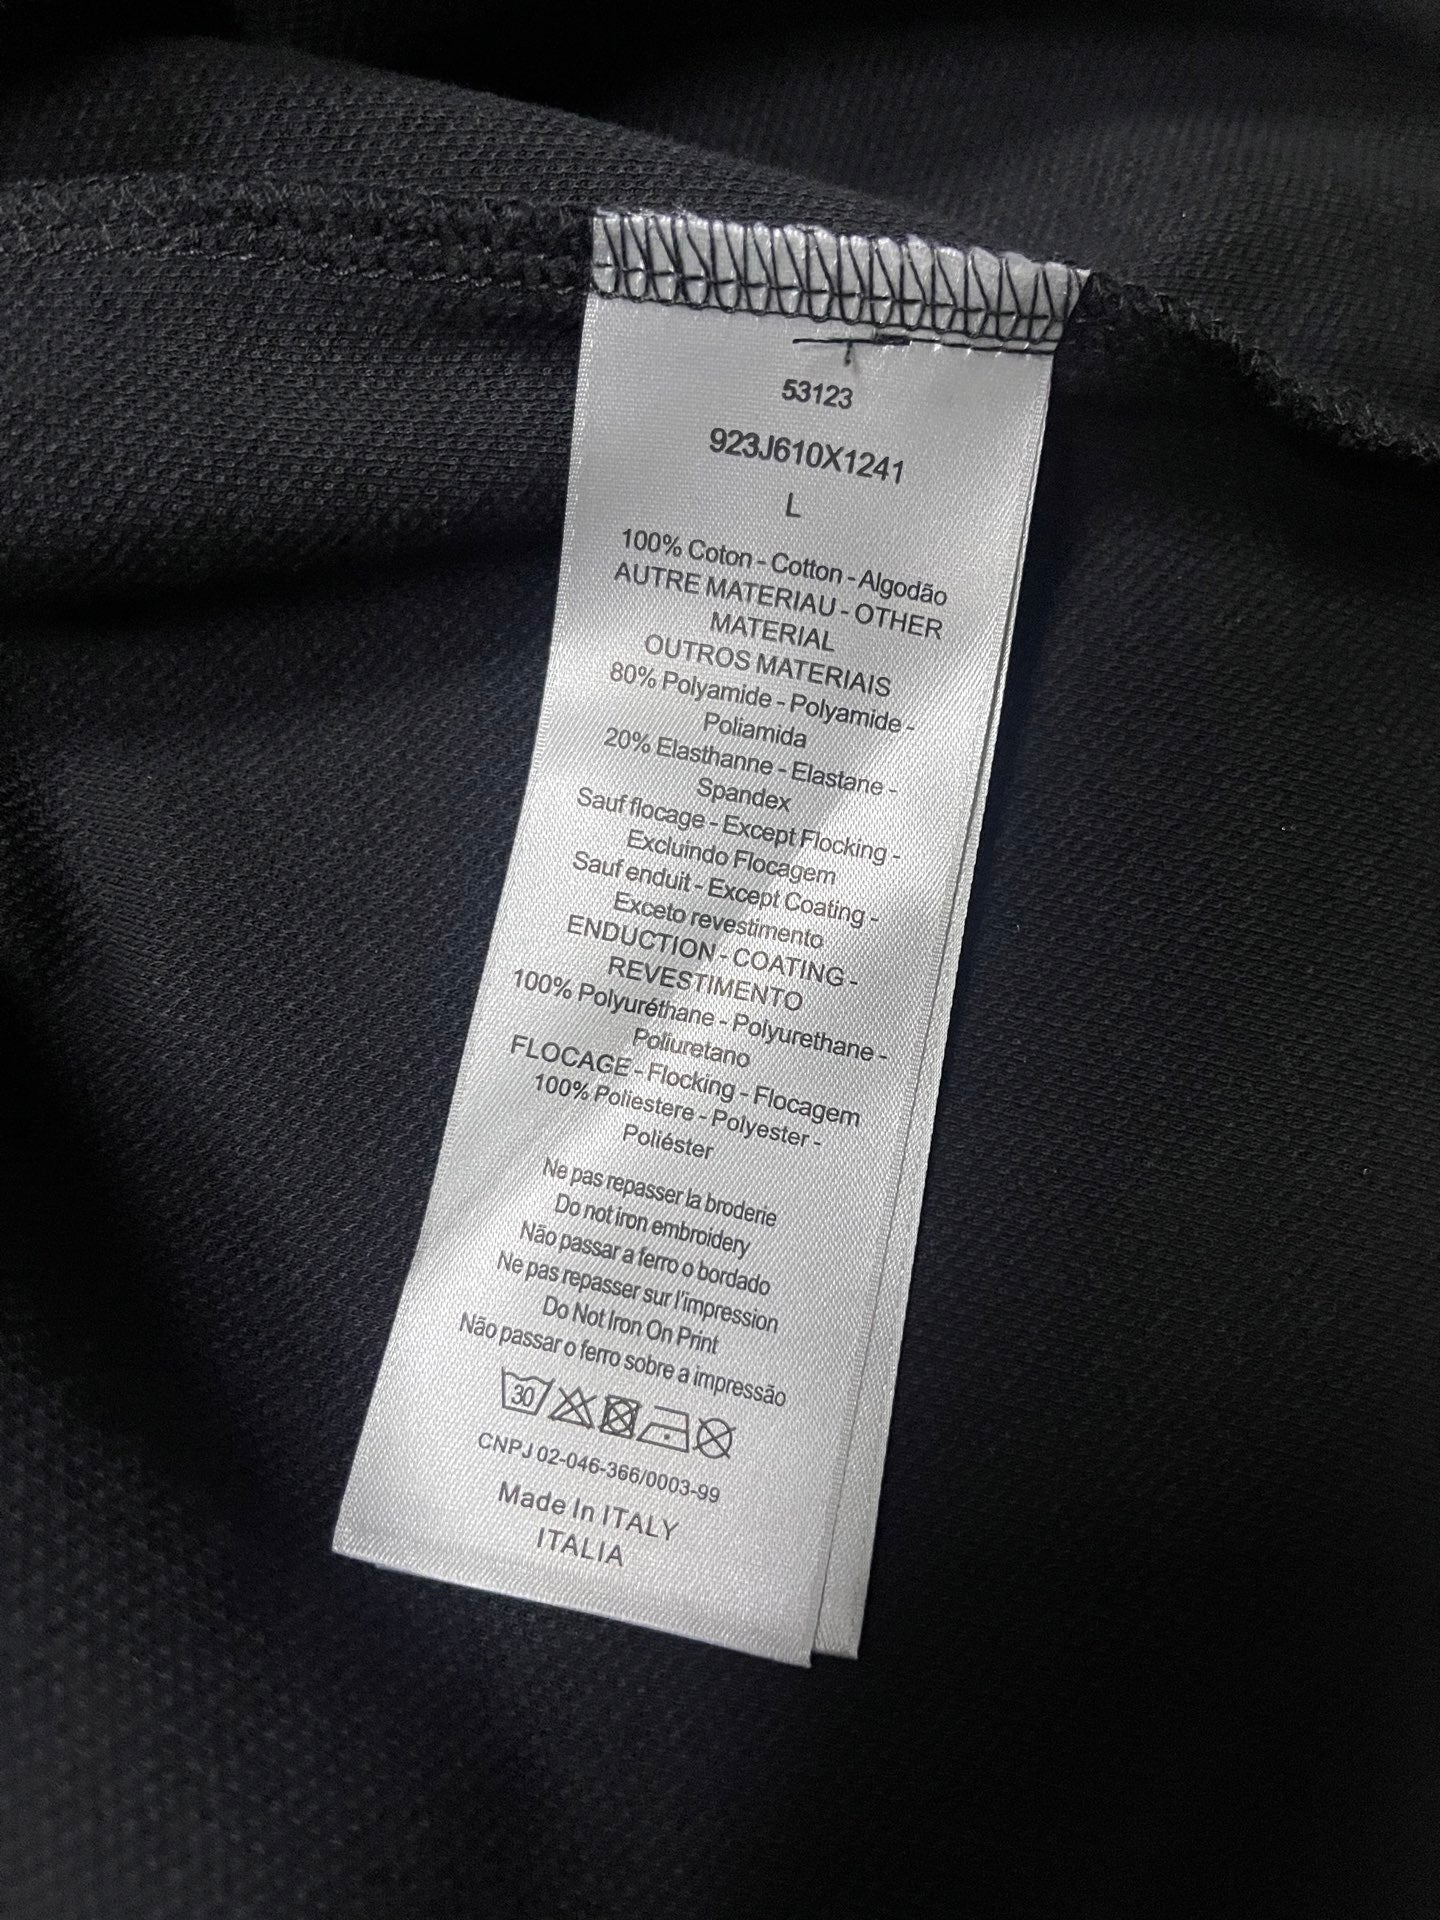 53123
923J610X1241
L
100% Coton - Cotton - Algodão
AUTRE MATERIAU - OTHER
MATERIAL
OUTROS MATERIAIS
80% Polyamide - Polyamide -
Poliamida
20% Elasthanne - Elastane -
Spandex
Sauf flocage - Except Flocking -
Excluindo Flocagem
Sauf enduit - Except Coating -
Exceto revestimento
ENDUCTION - COATING -
REVESTIMENTO
100% Polyuréthane - Polyurethane -
Poliuretano
FLOCAGE - Flocking - Flocagem
100% Poliestere - Polyester -
Poliéster
Ne pas repasser la broderie
Do not iron embroidery
Não passar a ferro o bordado
Ne pas repasser sur l'impression
Do Not Iron On Print
Não passar o ferro sobre a impressão
30
CNPJ 02-046-366/0003-99
Made In ITALY
ITALIA